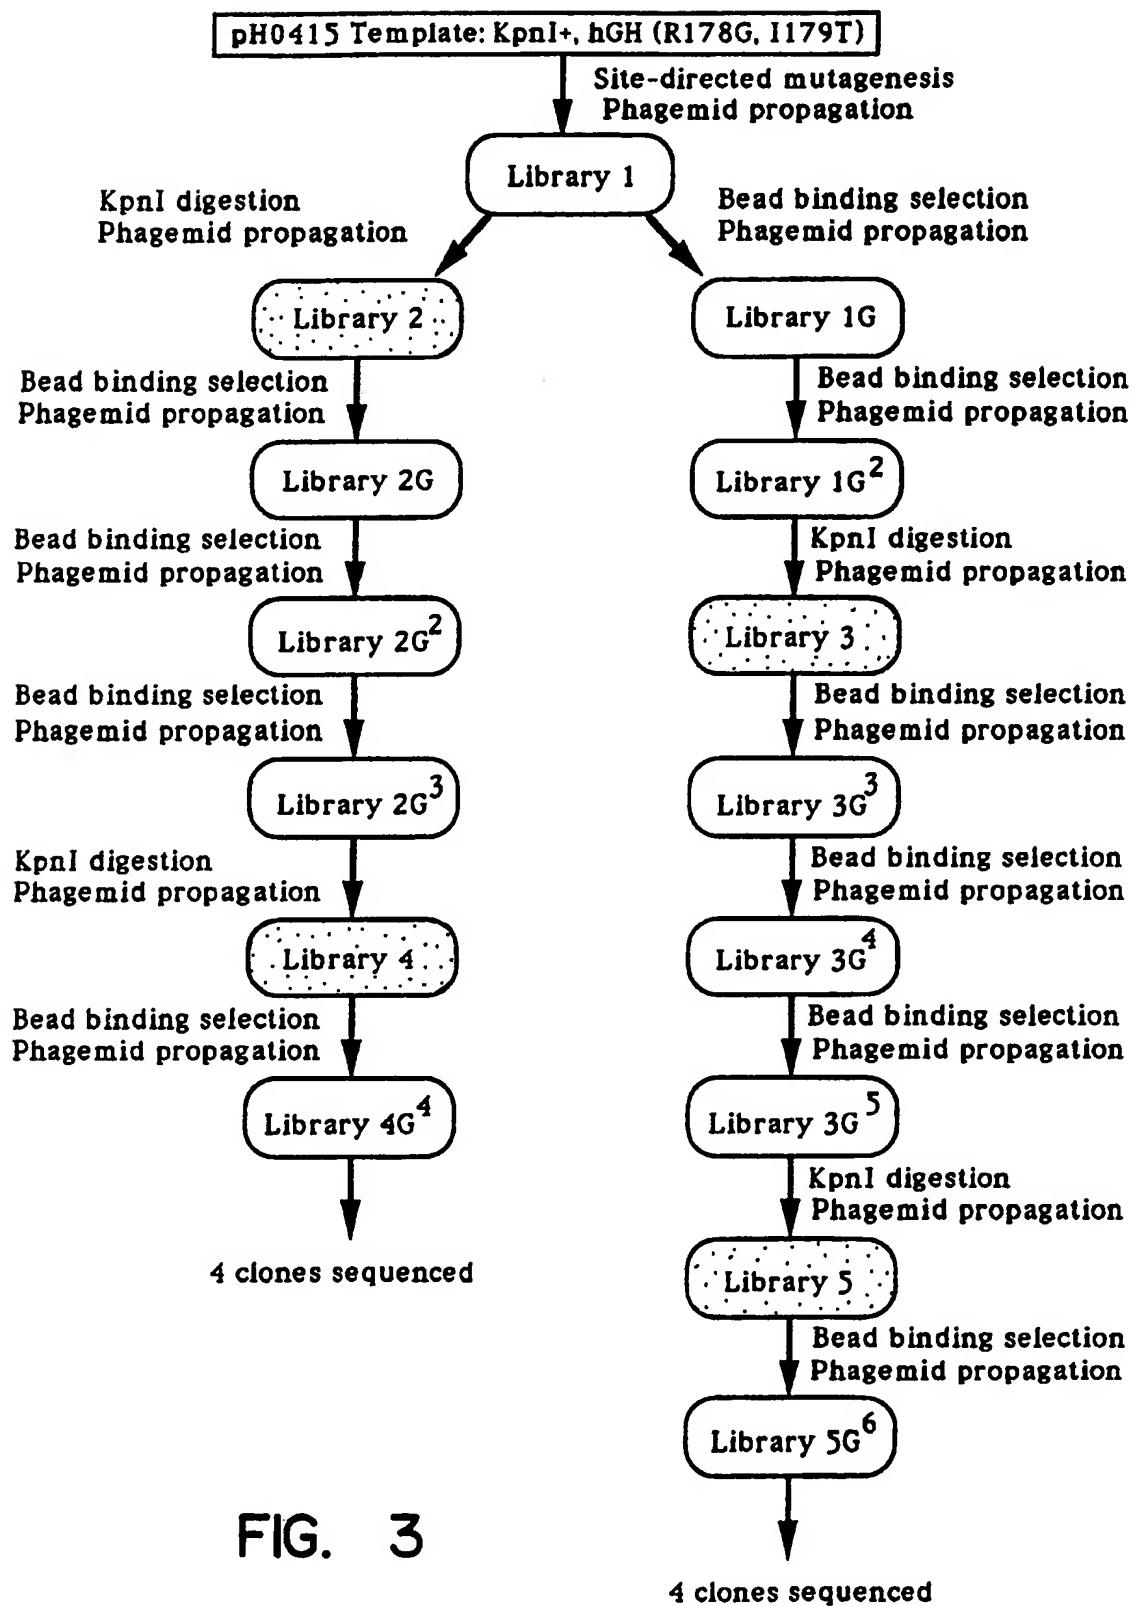 pH0415 Template: KpnI+, hGH (R178G, I179T)
Site-directed mutagenesis
Phagemid propagation
Library 1
KpnI digestion
Phagemid propagation
Bead binding selection
Phagemid propagation
Library 2
Library 1G
Bead binding selection
Phagemid propagation
Bead binding selection
Phagemid propagation
Library 2G
Library 1G2
Bead binding selection
Phagemid propagation
KpnI digestion
Phagemid propagation
Library 2G2
Library 3
Bead binding selection
Phagemid propagation
Bead binding selection
Phagemid propagation
Library 2G3
Library 3G3
KpnI digestion
Phagemid propagation
Bead binding selection
Phagemid propagation
Library 4
Library 3G4
Bead binding selection
Phagemid propagation
Bead binding selection
Phagemid propagation
Library 4G4
Library 3G5
KpnI digestion
Phagemid propagation
4 clones sequenced
Library 5
Bead binding selection
Phagemid propagation
Library 5G6
FIG. 3
4 clones sequenced